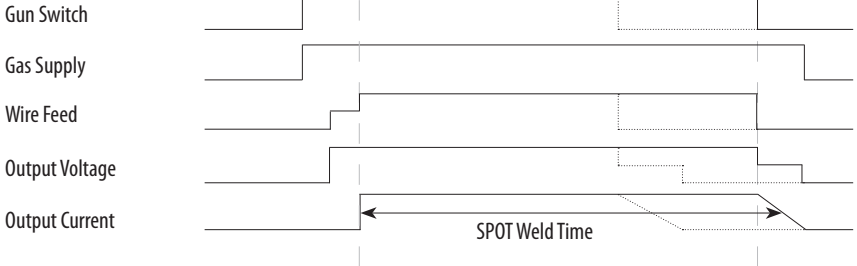 Gun Switch
Gas Supply
Wire Feed
Output Voltage
Output Current
SPOT Weld Time